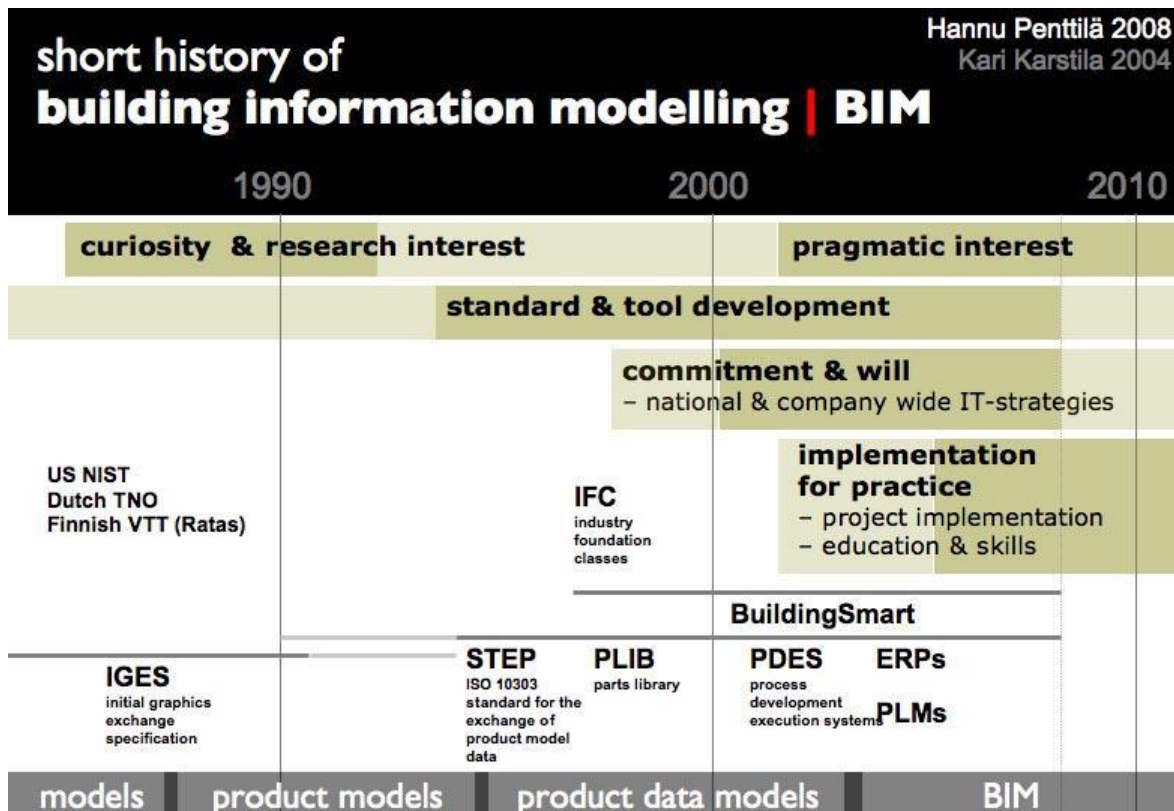 Hannu Penttilä 2008
Kari Karstila 2004
short history of
building information modelling | BIM
1990
2000
2010
curiosity & research interest
pragmatic interest
standard & tool development
commitment & will
– national & company wide IT-strategies
implementation
for practice
– project implementation
– education & skills
US NIST
Dutch TNO
Finnish VTT (Ratas)
IFC
industry
foundation
classes
BuildingSmart
IGES
initial graphics
exchange
specification
STEP
ISO 10303
standard for the
exchange of
product model
data
PLIB
parts library
PDES
process
development
execution systems
ERPs
PLMs
models
product models
product data models
BIM